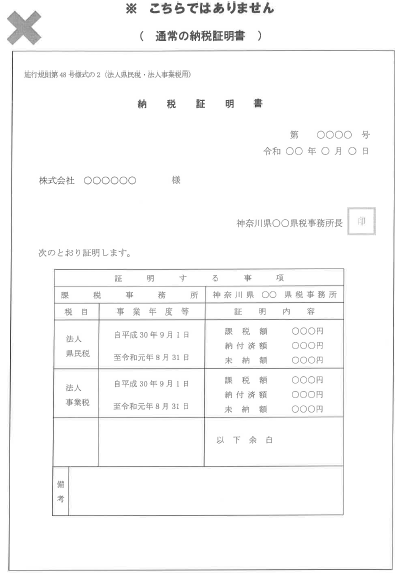 ※ こちらではありません
( 通常の納税証明書 )
施行規則第48号様式の2（法人県民税・法人事業税用）
納 税 証 明 書
第 ○○○○ 号
令和 ○○ 年 ○ 月 ○ 日
株式会社 ○○○○○○ 様
神奈川県○○県税事務所長 印
次のとおり証明します。
証 明 す る 事 項
課 税 事 務 所 神奈川県 ○○ 県税事務所
税 目 事 業 年 度 等 証 明 内 容
法人
県民税
自平成30年9月1日
至令和元年8月31日
課 税 額 ○○○円
納付済額 ○○○円
未 納 額 ○○○円
法人
事業税
自平成30年9月1日
至令和元年8月31日
課 税 額 ○○○円
納付済額 ○○○円
未 納 額 ○○○円
以 下 余 白
備
考